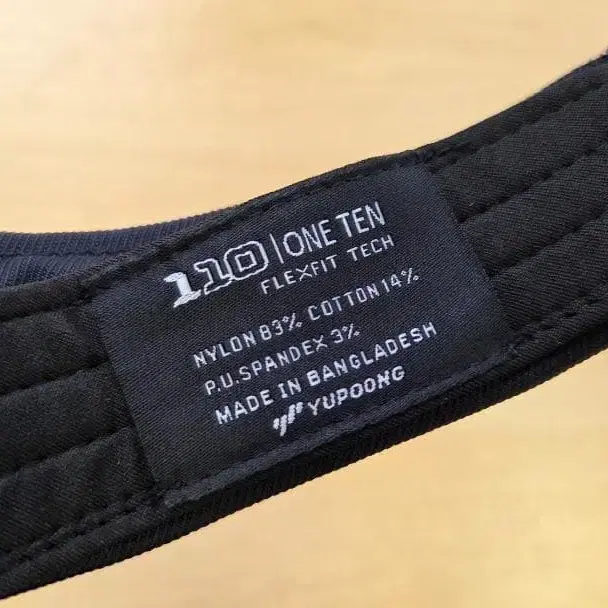 110 | ONE TEN
FLEXFIT TECH
NYLON 83% COTTON 14%
P.U.SPANDEX 3%
MADE IN BANGLADESH
YUPOONG